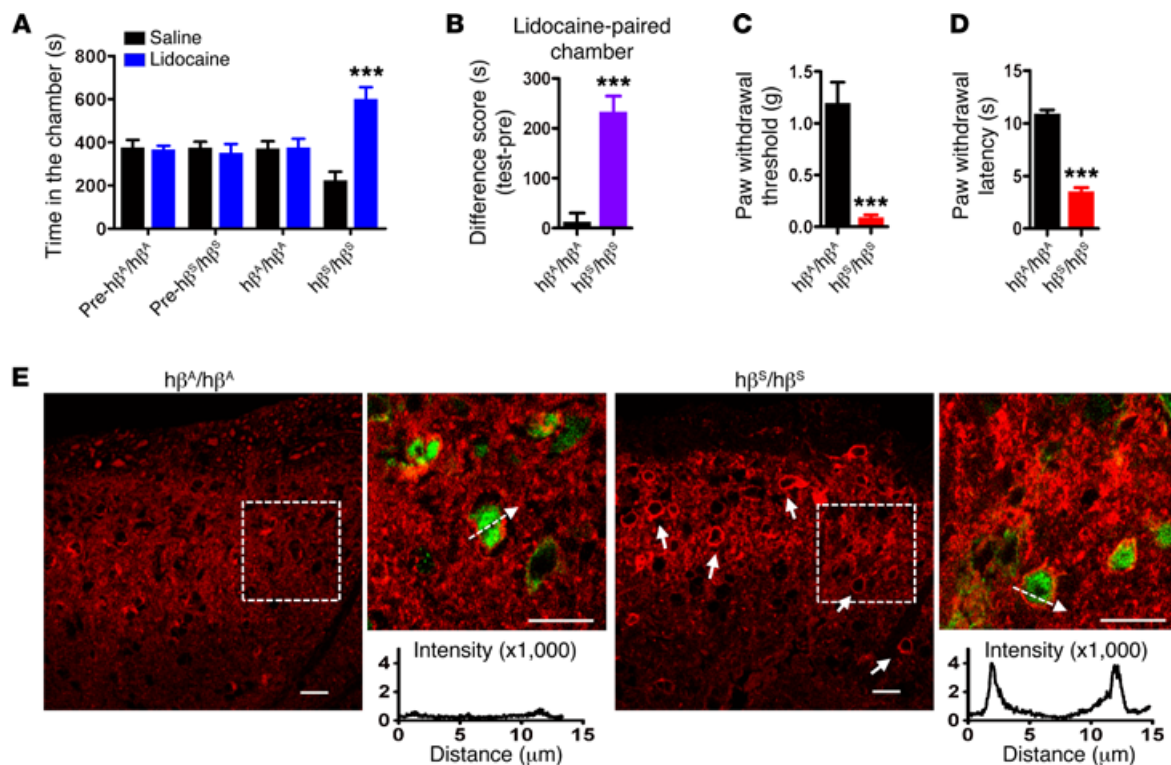 A
Saline
Lidocaine
Time in the chamber (s)
800
600
400
200
0
***
Pre-hβᴬ/hβᴬ
Pre-hβˢ/hβˢ
hβᴬ/hβᴬ
hβˢ/hβˢ
B
Lidocaine-paired
chamber
Difference score (s)
(test-pre)
300
200
100
0
***
hβᴬ/hβᴬ
hβˢ/hβˢ
C
Paw withdrawal
threshold (g)
1.5
1.0
0.5
0.0
***
hβᴬ/hβᴬ
hβˢ/hβˢ
D
Paw withdrawal
latency (s)
15
10
5
0
***
hβᴬ/hβᴬ
hβˢ/hβˢ
E
hβᴬ/hβᴬ
hβˢ/hβˢ
Intensity (x1,000)
4
2
0
0 5 10 15
Distance (μm)
Intensity (x1,000)
4
2
0
0 5 10 15
Distance (μm)